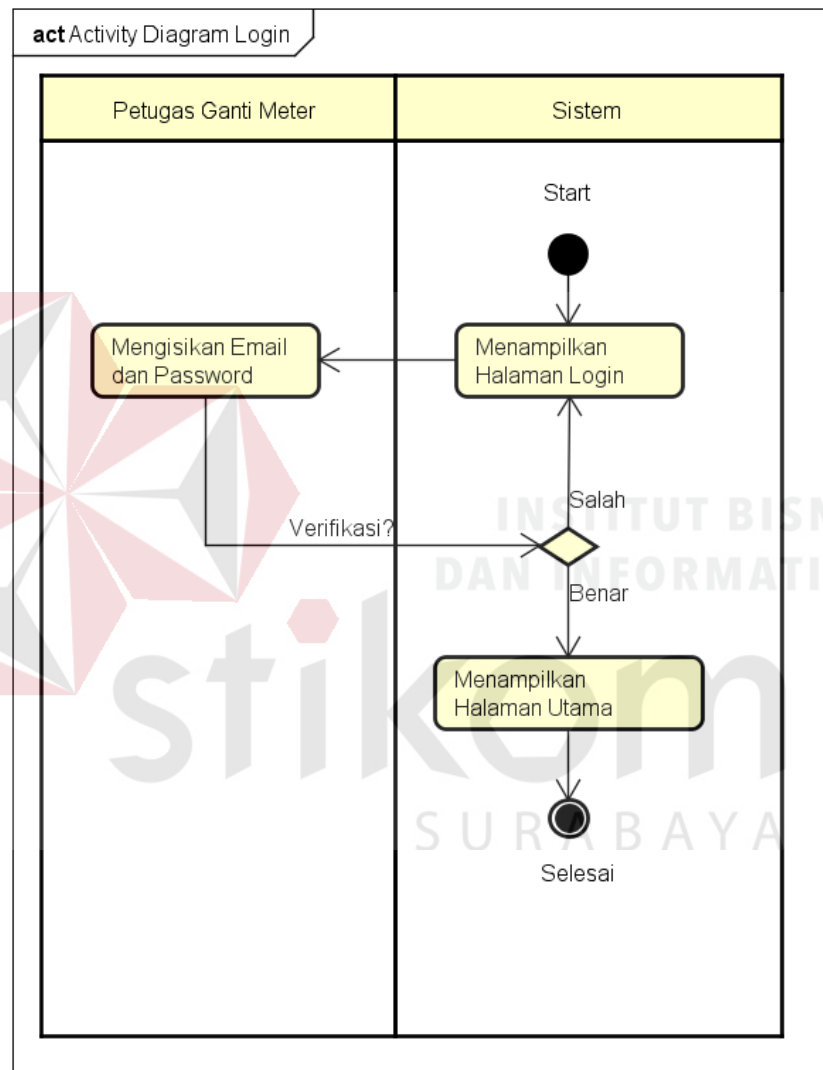 act Activity Diagram Login
Petugas Ganti Meter
Sistem
Start
Mengisikan Email
dan Password
Menampilkan
Halaman Login
Salah
Verifikasi?
INSTITUT BISN
DAN INFORMATI
Benar
Menampilkan
Halaman Utama
stikom
SURABAYA
Selesai